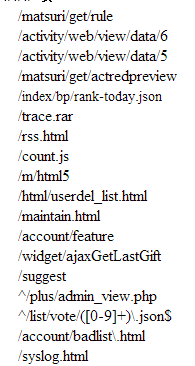 /matsuri/get/rule
/activity/web/view/data/6
/activity/web/view/data/5
/matsuri/get/actredpreview
/index/bp/rank-today.json
/trace.rar
/rss.html
/count.js
/m/html5
/html/userdel_list.html
/maintain.html
/account/feature
/widget/ajaxGetLastGift
/suggest
^/plus/admin_view.php
^/list/vote/([0-9]+)\.json$
/account/badlist\.html
/syslog.html